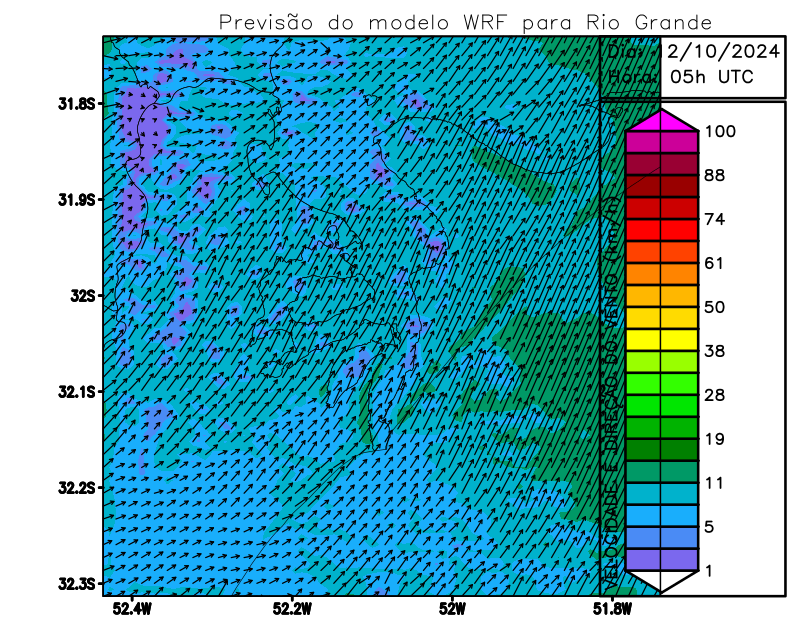 Previsão do modelo WRF para Rio Grande
Dia: 12/10/2024
Hora: 05h UTC
31.8S
31.9S
32S
32.1S
32.2S
32.3S
52.4W
52.2W
52W
51.8W
VELOCIDADE E DIREÇÃO DO VENTO (km/h)
100
88
74
61
50
38
28
19
11
5
1